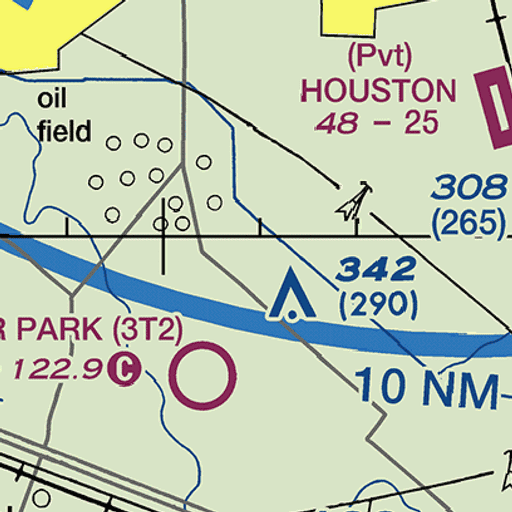 (Pvt)
HOUSTON
48 - 25
oil
field
308
(265)
342
(290)
R PARK (3T2)
122.9 C
10 NM